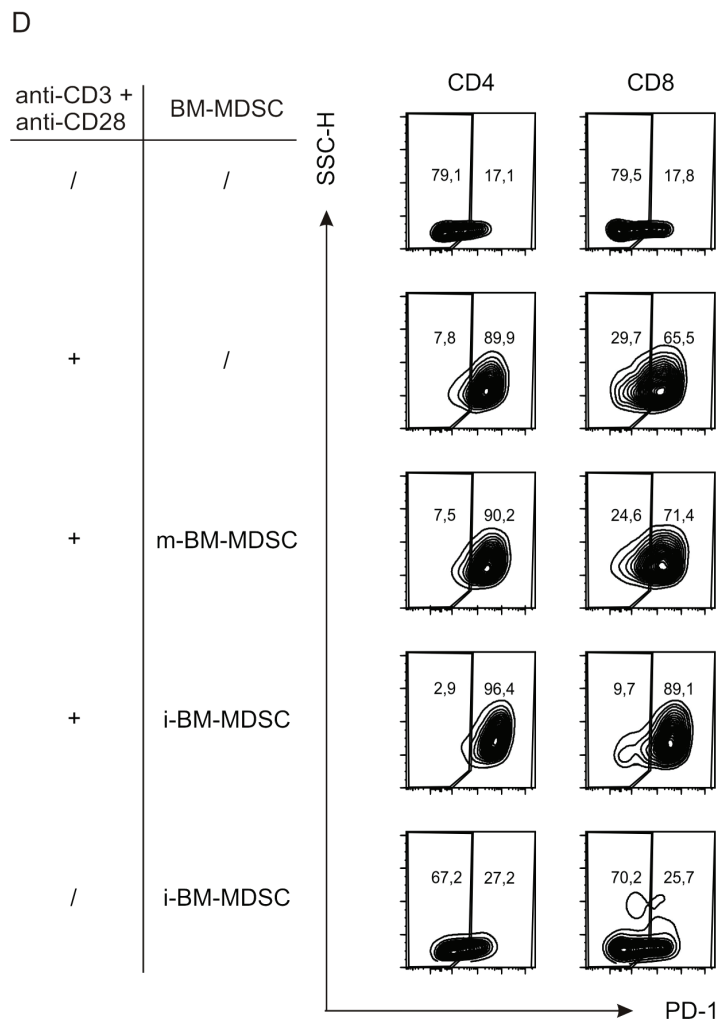 D
anti-CD3 +
anti-CD28
BM-MDSC
CD4
CD8
SSC-H
/
/
79,1
17,1
79,5
17,8
+
/
7,8
89,9
29,7
65,5
+
m-BM-MDSC
7,5
90,2
24,6
71,4
+
i-BM-MDSC
2,9
96,4
9,7
89,1
/
i-BM-MDSC
67,2
27,2
70,2
25,7
PD-1